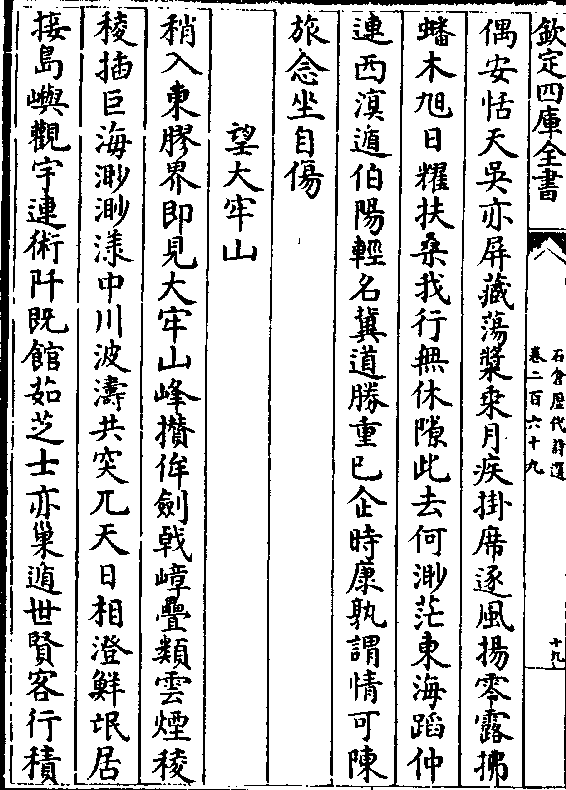 欽定四庫全書
石倉歷代詩選
卷二百六十九
十九
偶安恬天吳亦屏藏蕩槳乗月疾掛席逐風揚零露拂
蟠木旭日耀扶桑我行無休隙此去何渺茫東海蹈仲
連西溟遁伯陽輕名冀道勝重已企時康孰謂情可陳
旅念坐自傷
望大牢山
稍入東膠界即見大牢山峰攢侔劍㦸嶂疊類雲煙稜
稜插巨海渺渺漾中川波濤共突兀天日相澄鮮氓居
接島嶼觀宇連術阡既館茹芝士亦巢遁世賢客行積